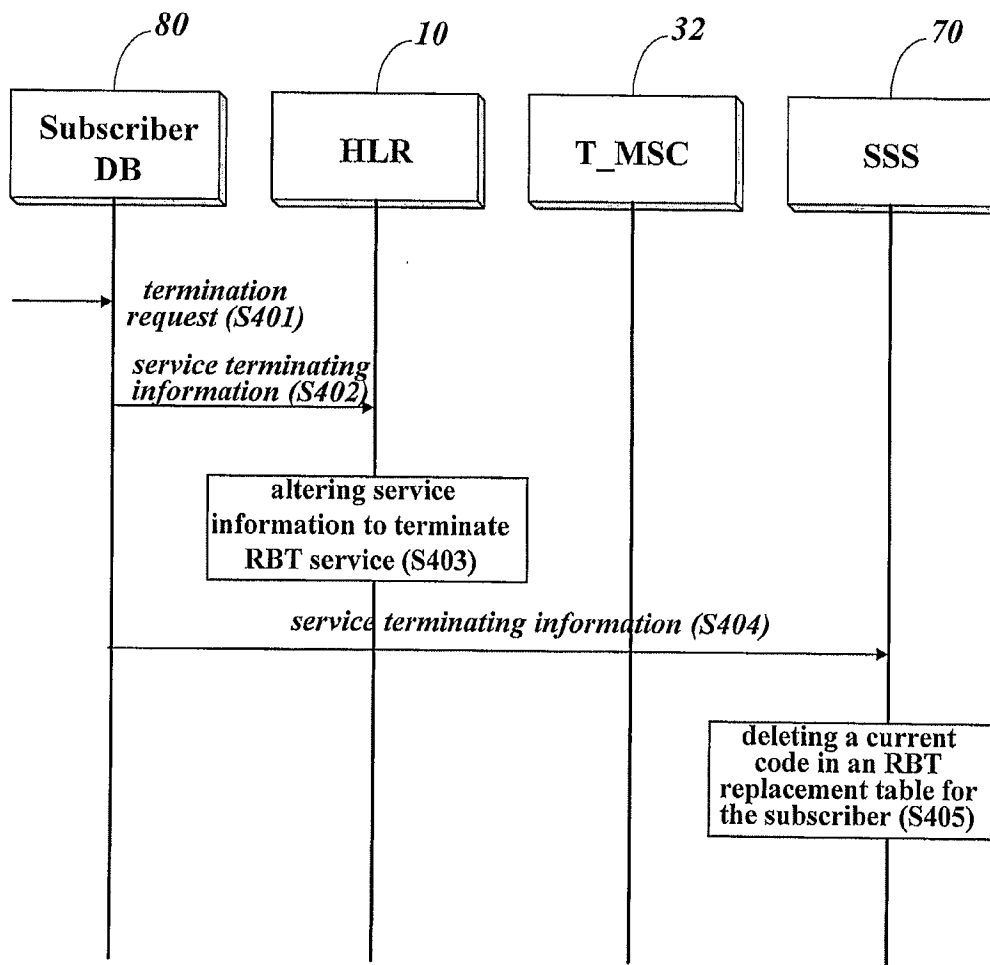 80
10
32
70
Subscriber
DB
HLR
T_MSC
SSS
termination
request (S401)
service terminating
information (S402)
altering service
information to terminate
RBT service (S403)
service terminating information (S404)
deleting a current
code in an RBT
replacement table for
the subscriber (S405)